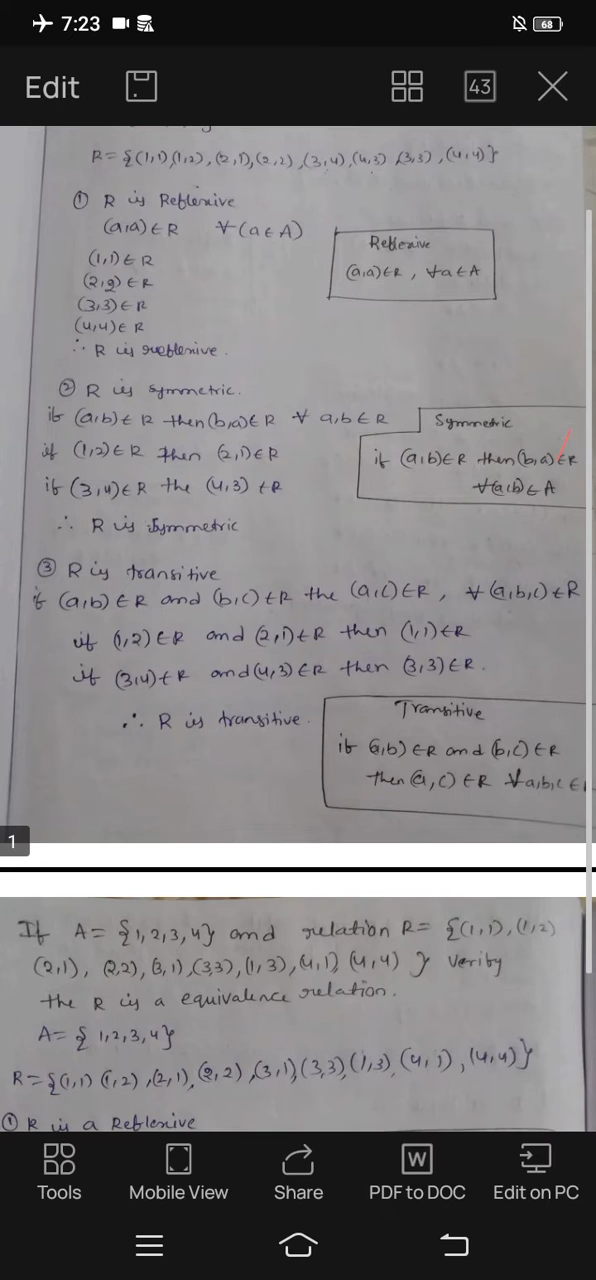 7:23
68
Edit
43
R = {(1,1),(1,2),(2,1),(2,2),(3,4),(4,3),(3,3),(4,4)}
① R is Reflexive
(a,a)∈R ∀(a∈A)
(1,1)∈R
(2,2)∈R
(3,3)∈R
(4,4)∈R
∴ R is reflexive.
Reflexive
(a,a)∈R, ∀a∈A
② R is symmetric.
if (a,b)∈R then (b,a)∈R ∀ a,b∈R
if (1,2)∈R then (2,1)∈R
if (3,4)∈R the (4,3)∈R
∴ R is Symmetric
Symmetric
if (a,b)∈R then (b,a)∈R
∀(a,b)∈A
③ R is transitive
if (a,b)∈R and (b,c)∈R the (a,c)∈R, ∀(a,b,c)∈R
if (1,2)∈R and (2,1)∈R then (1,1)∈R
if (3,4)∈R and (4,3)∈R then (3,3)∈R.
∴ R is transitive.
Transitive
if (a,b)∈R and (b,c)∈R
then (a,c)∈R ∀a,b,c∈
1
If A = {1,2,3,4} and relation R = {(1,1),(1,2)
(2,1), (2,2),(3,1),(3,3),(1,3),(4,1),(4,4)} verify
the R is a equivalence relation.
A = {1,2,3,4}
R = {(1,1)(1,2),(2,1),(2,2),(3,1)(3,3),(1,3),(4,1),(4,4)}
① R is a Reflexive
Tools
Mobile View
Share
W
PDF to DOC
Edit on PC